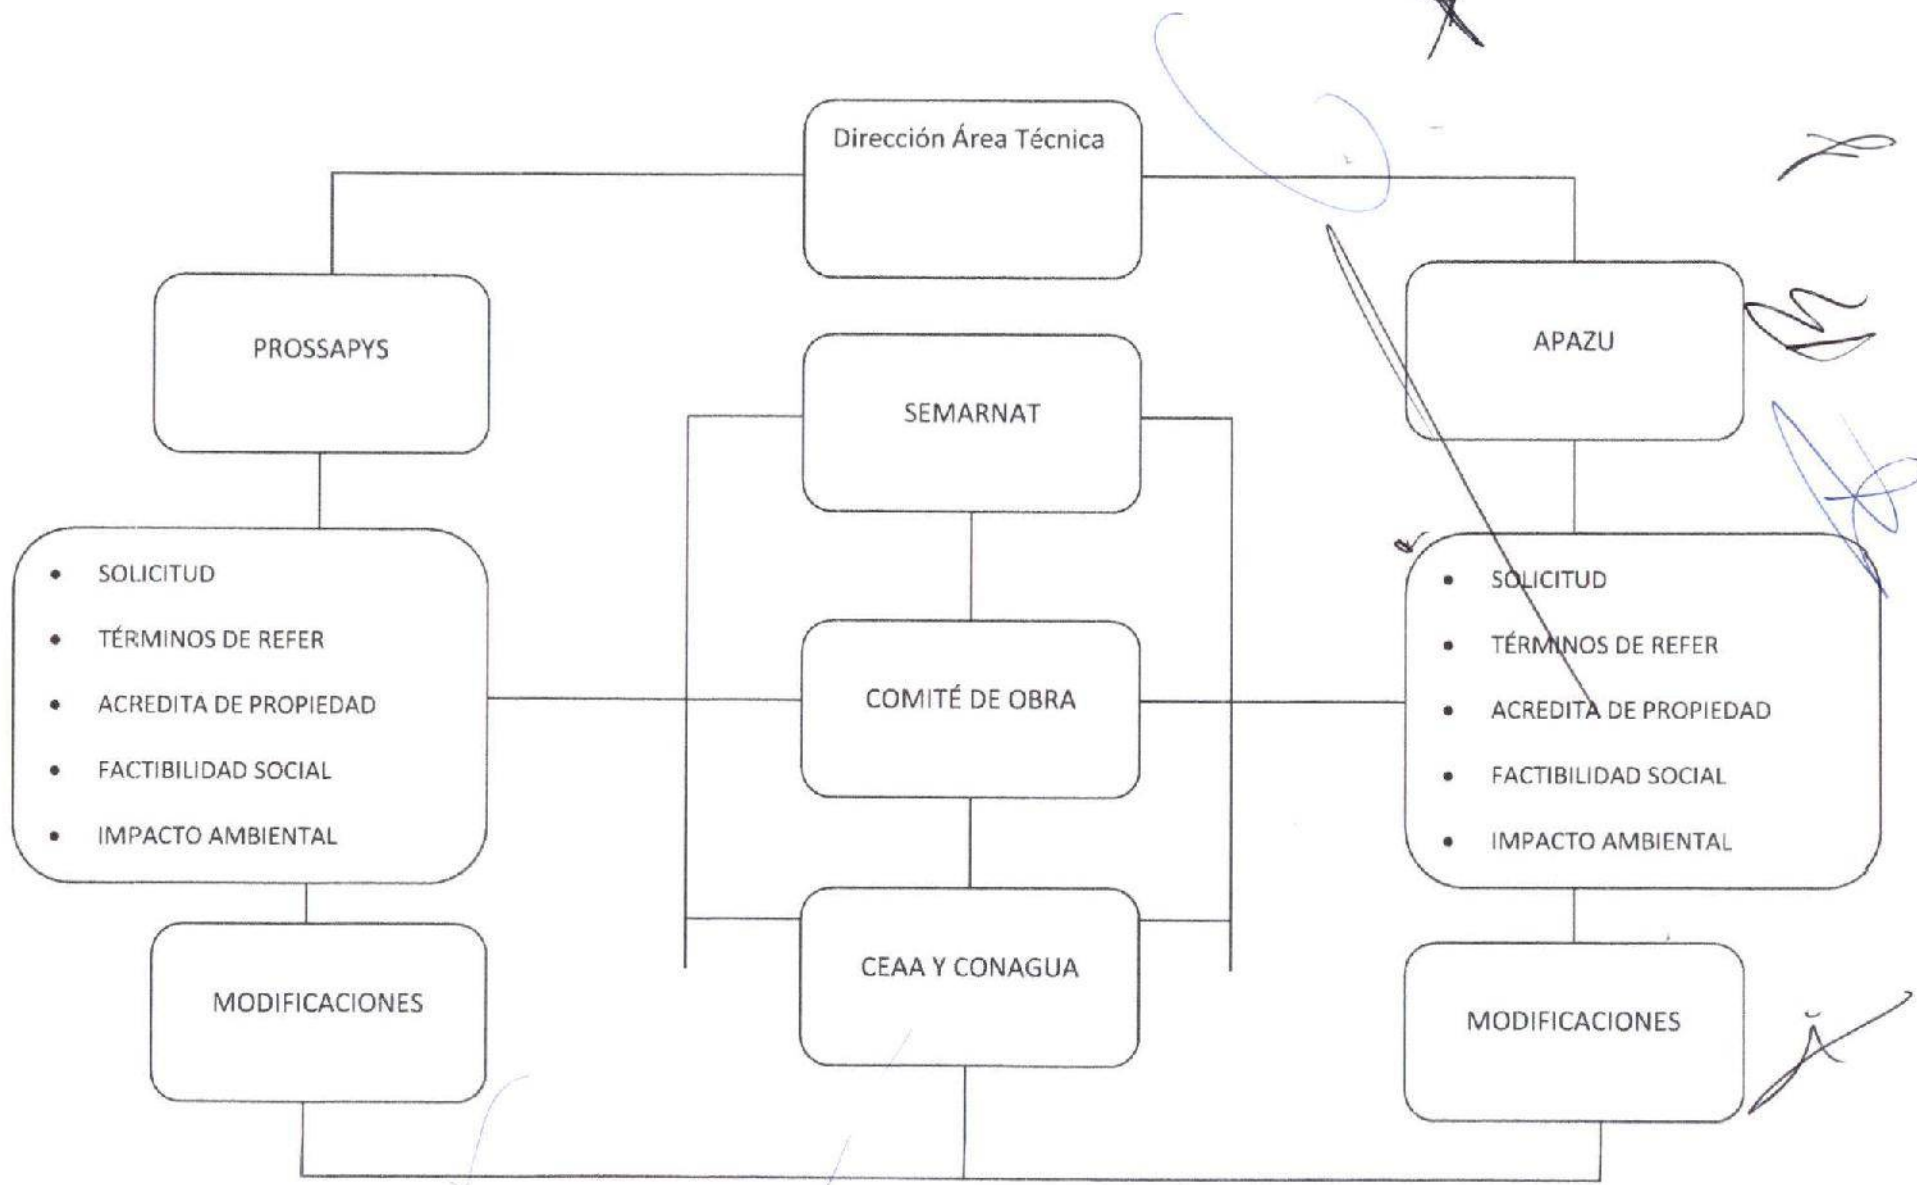 Dirección Área Técnica
PROSSAPYS
APAZU
SEMARNAT
• SOLICITUD
• TÉRMINOS DE REFER
• ACREDITA DE PROPIEDAD
• FACTIBILIDAD SOCIAL
• IMPACTO AMBIENTAL
COMITÉ DE OBRA
• SOLICITUD
• TÉRMINOS DE REFER
• ACREDITA DE PROPIEDAD
• FACTIBILIDAD SOCIAL
• IMPACTO AMBIENTAL
CEAA Y CONAGUA
MODIFICACIONES
MODIFICACIONES